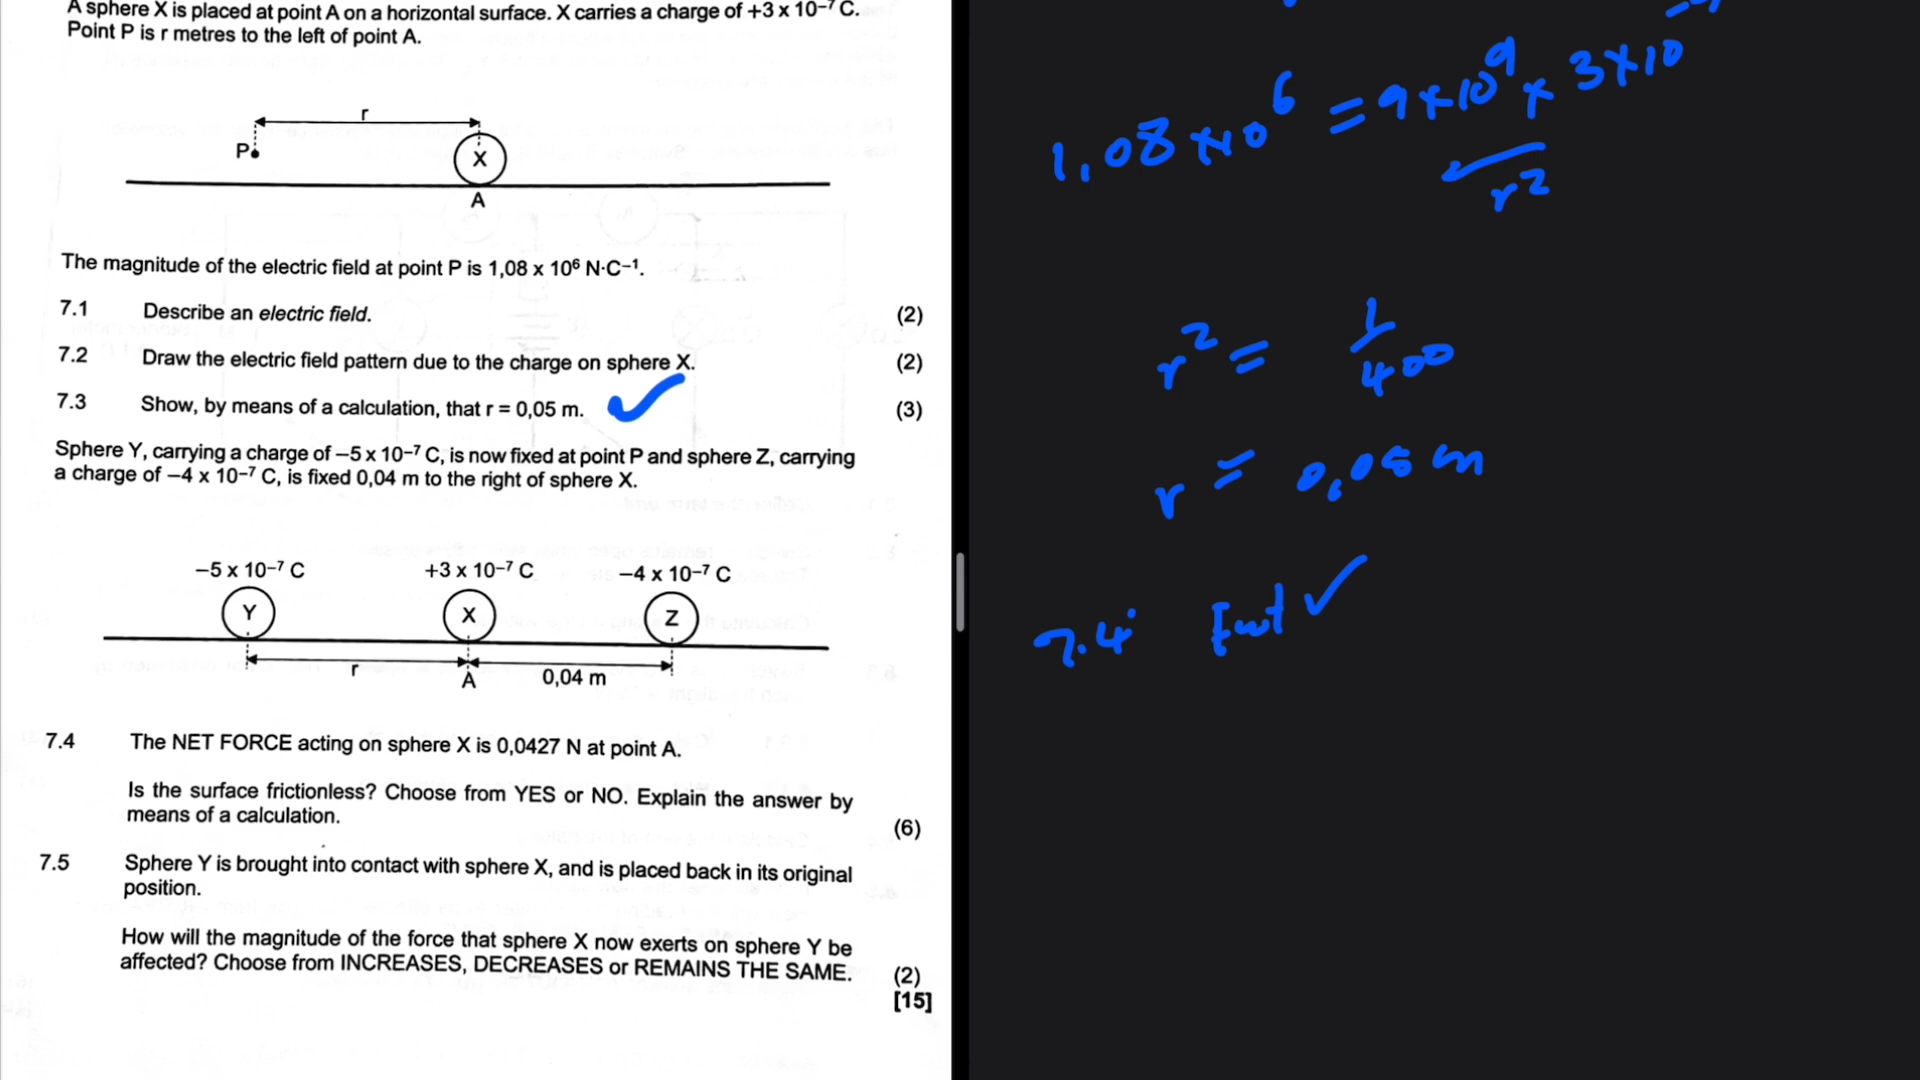 A sphere X is placed at point A on a horizontal surface. X carries a charge of +3 x 10⁻⁷ C.
Point P is r metres to the left of point A.
r
P
X
A
The magnitude of the electric field at point P is 1,08 x 10⁶ N·C⁻¹.
7.1 Describe an electric field. (2)
7.2 Draw the electric field pattern due to the charge on sphere X. (2)
7.3 Show, by means of a calculation, that r = 0,05 m. (3)
Sphere Y, carrying a charge of –5 x 10⁻⁷ C, is now fixed at point P and sphere Z, carrying
a charge of –4 x 10⁻⁷ C, is fixed 0,04 m to the right of sphere X.
–5 x 10⁻⁷ C +3 x 10⁻⁷ C –4 x 10⁻⁷ C
Y X Z
r A 0,04 m
7.4 The NET FORCE acting on sphere X is 0,0427 N at point A.
Is the surface frictionless? Choose from YES or NO. Explain the answer by
means of a calculation. (6)
7.5 Sphere Y is brought into contact with sphere X, and is placed back in its original
position.
How will the magnitude of the force that sphere X now exerts on sphere Y be
affected? Choose from INCREASES, DECREASES or REMAINS THE SAME. (2)
[15]
1,08 x10⁶ = 9x10⁹ x 3x10⁻⁷
r²
r² = 1
400
r = 0,05 m
7.4